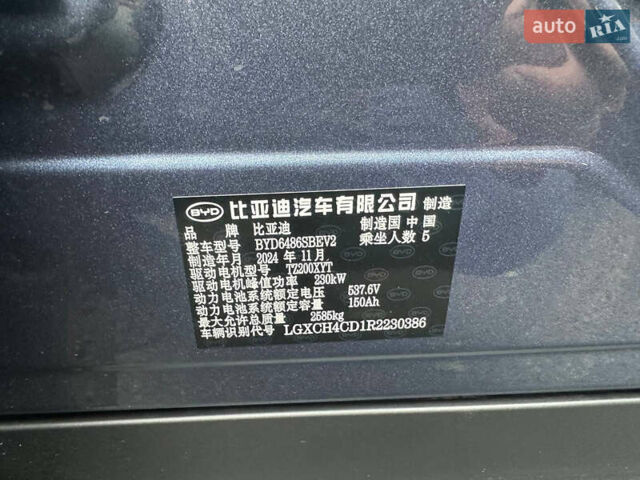 auto RIA .com
BYD 比亚迪汽车有限公司 制造
品牌 比亚迪 制造国 中国
整车型号 BYD6486SBEV2 乘坐人数 5
制造年月 2024 年 11 月
驱动电机型号 TZ200XYT
驱动电机峰值功率 230kW
动力电池系统额定电压 537.6V
动力电池系统额定容量 150Ah
最大允许总质量 2585kg
车辆识别代号 LGXCH4CD1R2230386